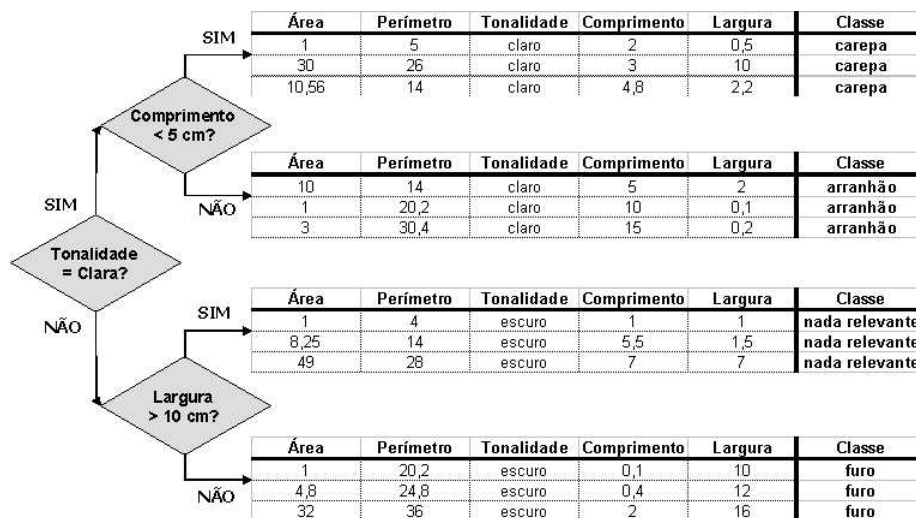 Área Perímetro Tonalidade Comprimento Largura Classe
SIM
1 5 claro 2 0,5 carepa
30 26 claro 3 10 carepa
10,56 14 claro 4,8 2,2 carepa
Comprimento
< 5 cm?
Área Perímetro Tonalidade Comprimento Largura Classe
10 14 claro 5 2 arranhão
1 20,2 claro 10 0,1 arranhão
3 30,4 claro 15 0,2 arranhão
SIM
NÃO
Tonalidade
= Clara?
NÃO
Área Perímetro Tonalidade Comprimento Largura Classe
SIM
1 4 escuro 1 1 nada relevante
8,25 14 escuro 5,5 1,5 nada relevante
49 28 escuro 7 7 nada relevante
Largura
> 10 cm?
Área Perímetro Tonalidade Comprimento Largura Classe
NÃO
1 20,2 escuro 0,1 10 furo
4,8 24,8 escuro 0,4 12 furo
32 36 escuro 2 16 furo